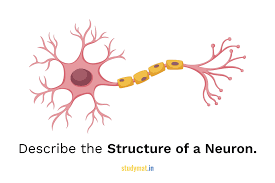 Describe the Structure of a Neuron.
studymat.in